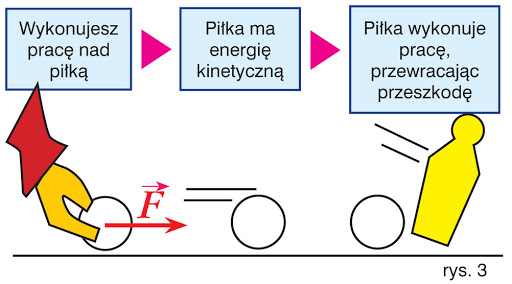 Wykonujesz
pracę nad
piłką
Piłka ma
energię
kinetyczną
Piłka wykonuje
pracę,
przewracając
przeszkodę
F
rys. 3